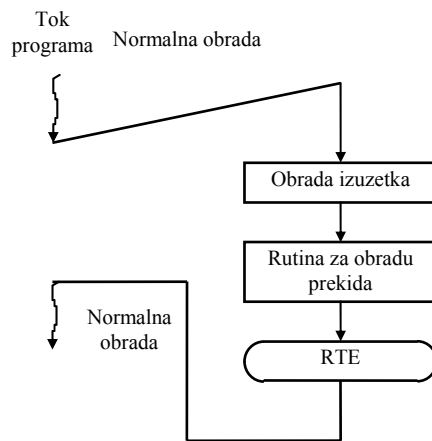 Tok
programa
Normalna obrada
Obrada izuzetka
Rutina za obradu
prekida
Normalna
obrada
RTE